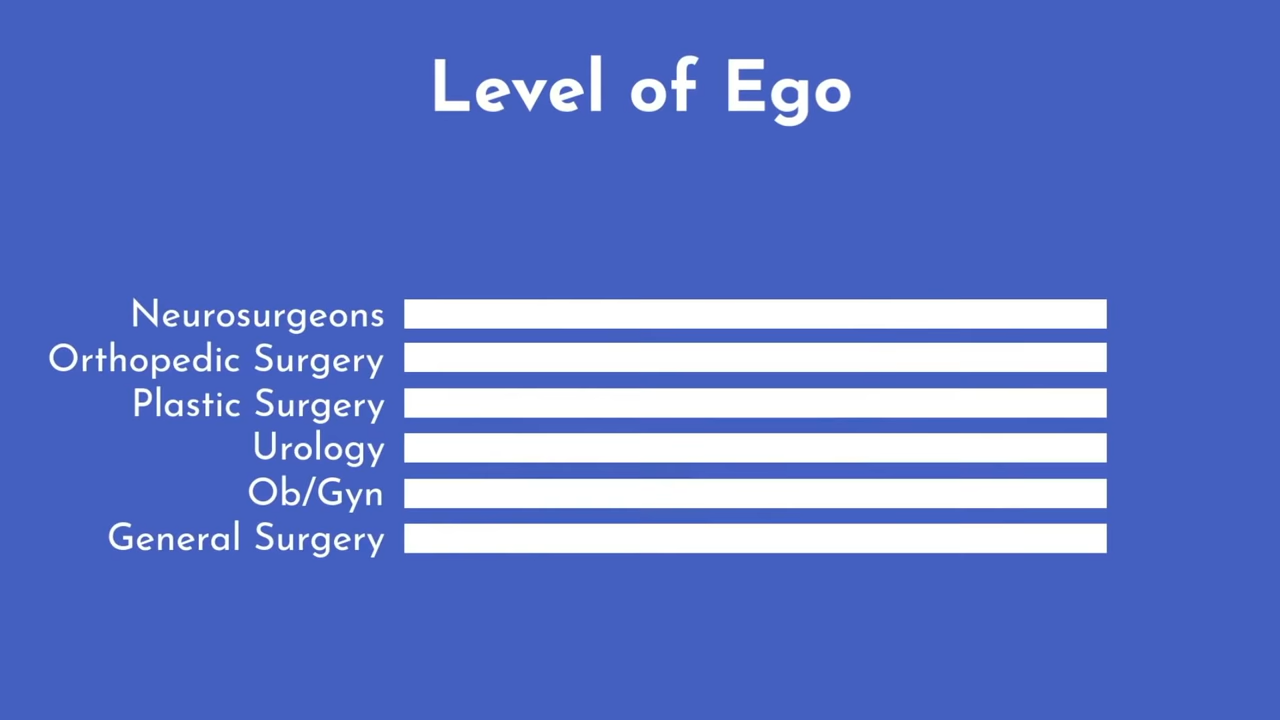 Level of Ego
Neurosurgeons
Orthopedic Surgery
Plastic Surgery
Urology
Ob/Gyn
General Surgery